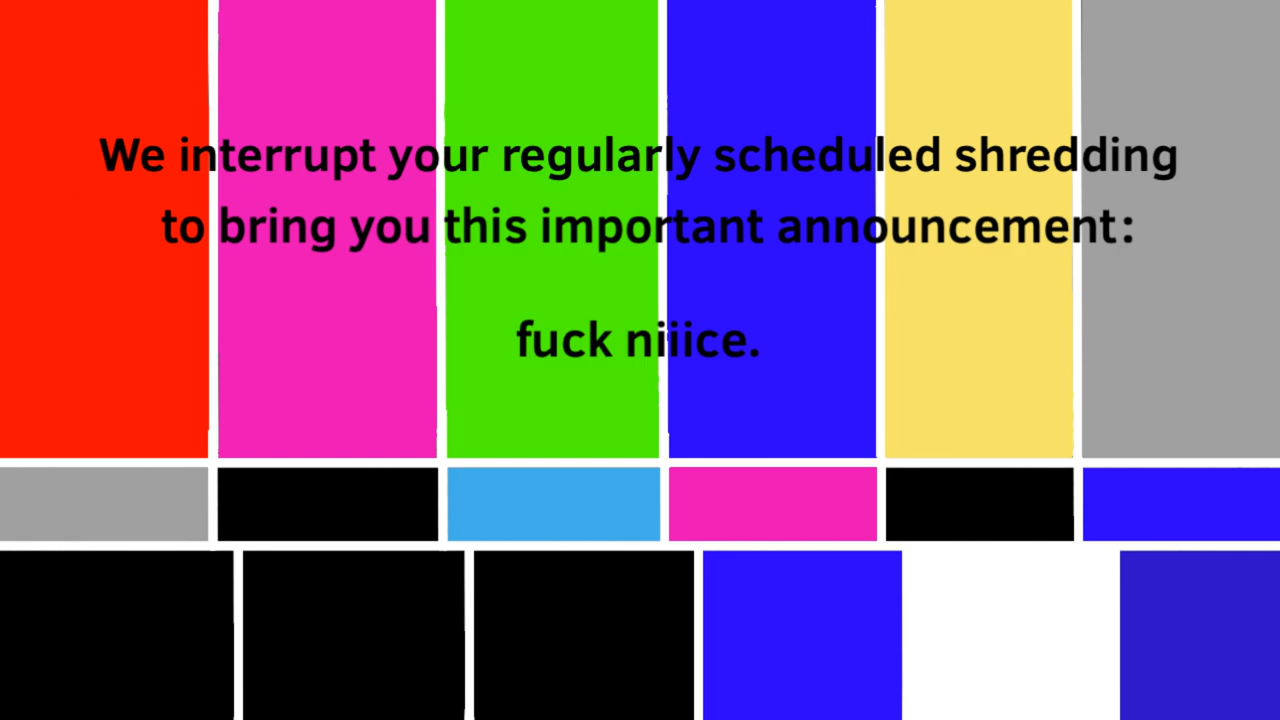 We interrupt your regularly scheduled shredding
to bring you this important announcement:
fuck niiice.